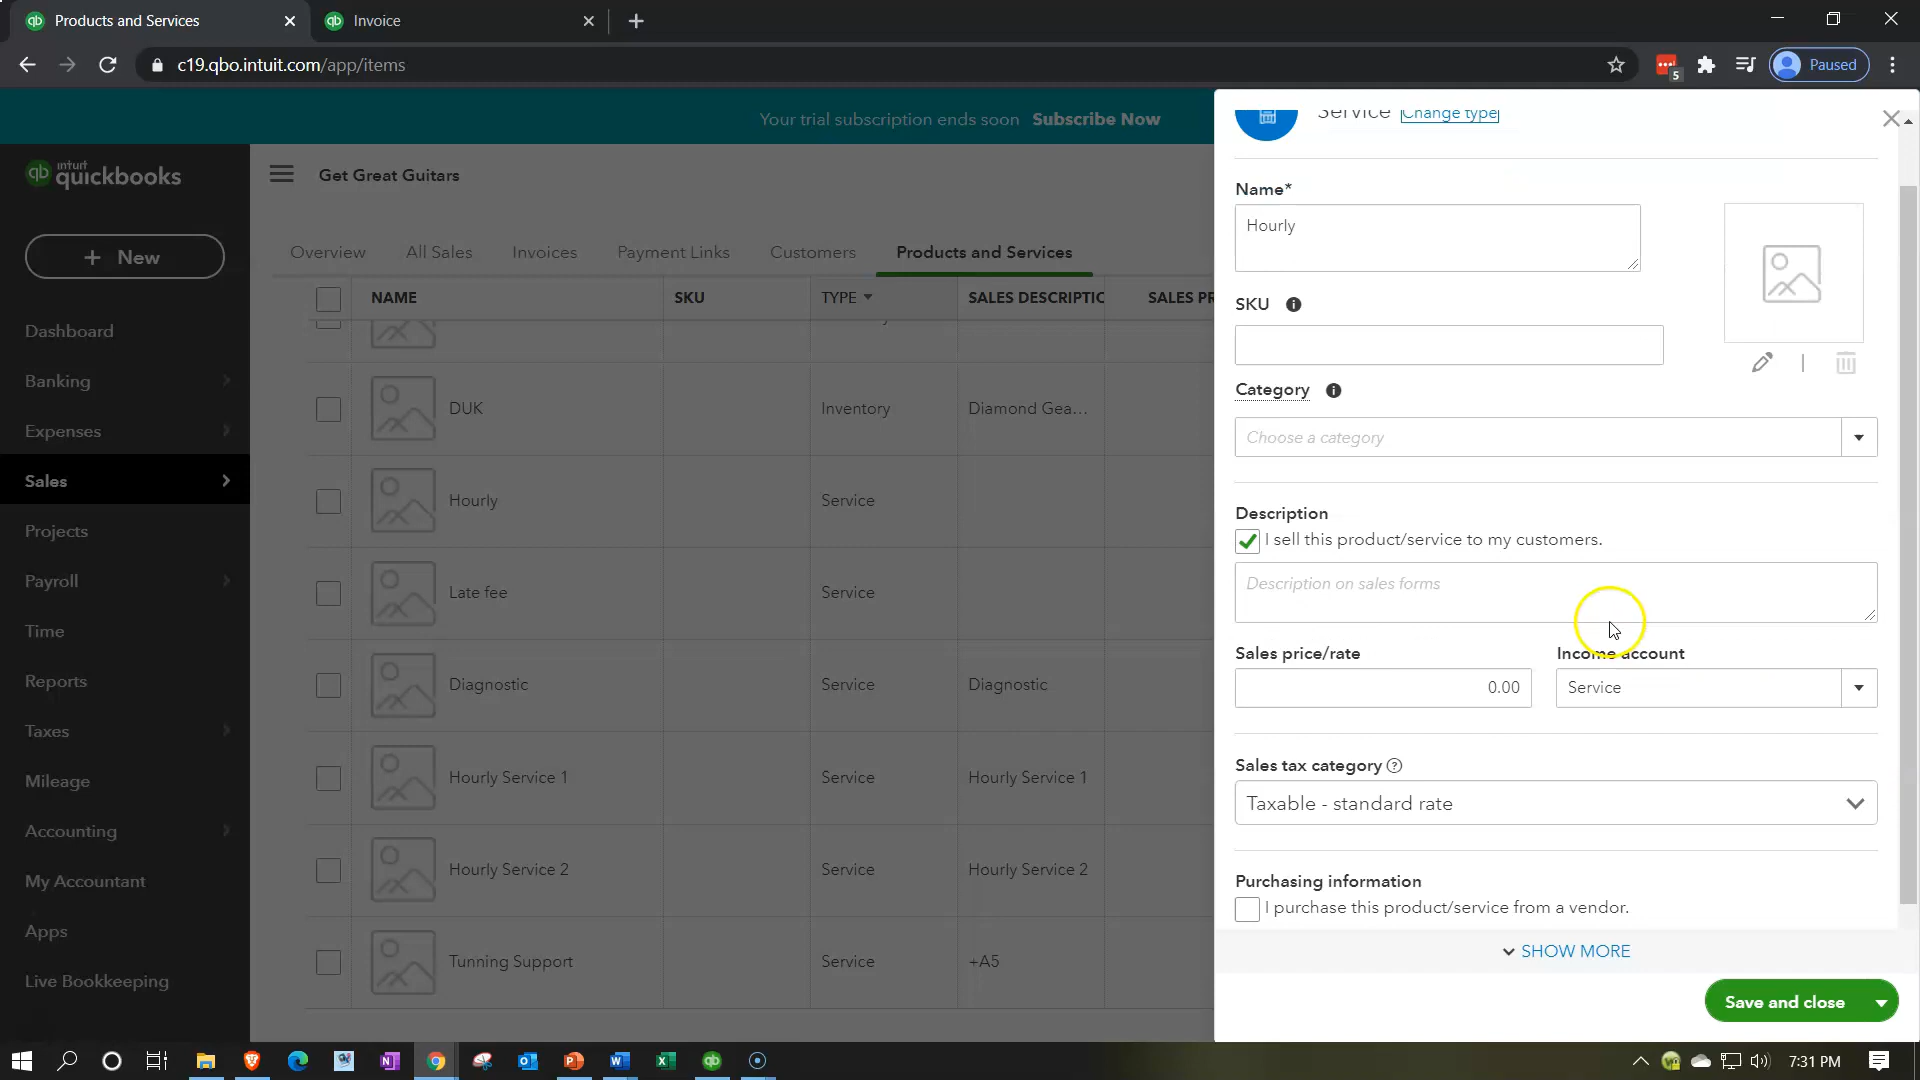 Products and Services
Invoice
c19.qbo.intuit.com/app/items
5
Paused
Your trial subscription ends soon Subscribe Now
qb intuit quickbooks
Get Great Guitars
+ New
Dashboard
Banking
Expenses
Sales
Projects
Payroll
Time
Reports
Taxes
Mileage
Accounting
My Accountant
Apps
Live Bookkeeping
Overview
All Sales
Invoices
Payment Links
Customers
Products and Services
NAME SKU TYPE SALES DESCRIPTIC SALES PR
DUK Inventory Diamond Gea...
Hourly Service
Late fee Service
Diagnostic Service Diagnostic
Hourly Service 1 Service Hourly Service 1
Hourly Service 2 Service Hourly Service 2
Tunning Support Service +A5
Service Change type
Name*
Hourly
SKU
Category
Choose a category
Description
I sell this product/service to my customers.
Description on sales forms
Sales price/rate Income account
0.00 Service
Sales tax category
Taxable - standard rate
Purchasing information
I purchase this product/service from a vendor.
SHOW MORE
Save and close
7:31 PM